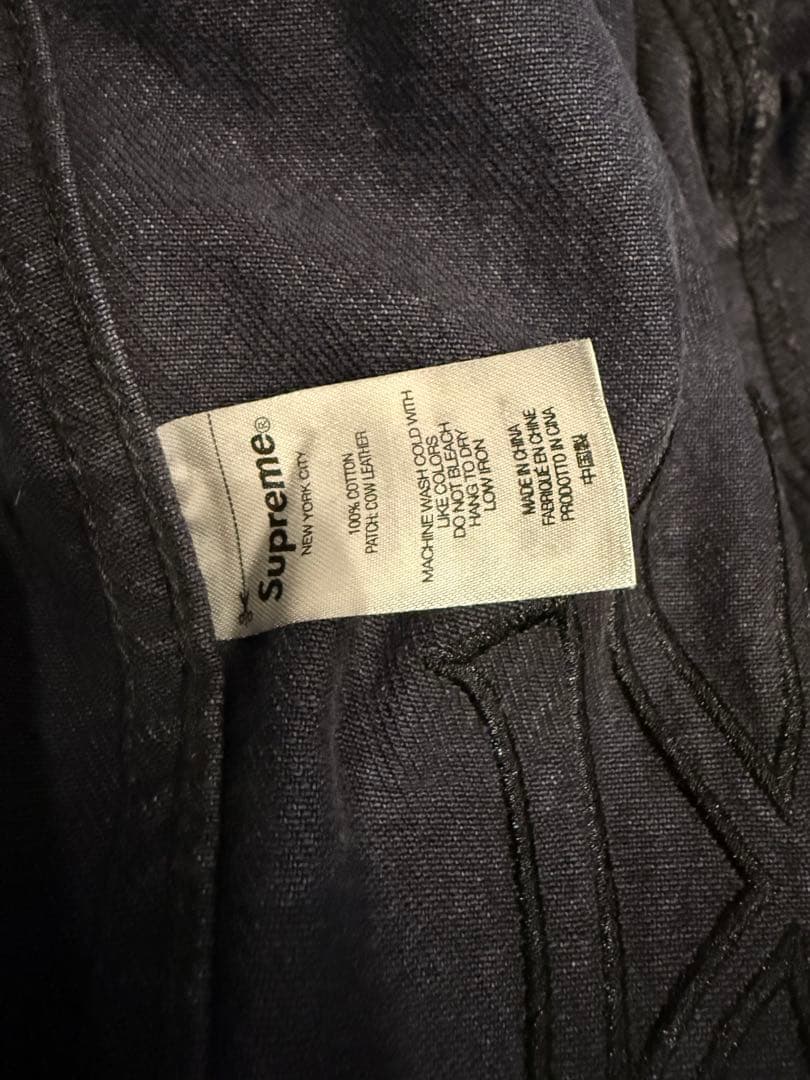 Supreme®
NEW YORK CITY
100% COTTON
PATCH: COW LEATHER
MACHINE WASH COLD WITH
LIKE COLORS
DO NOT BLEACH
HANG TO DRY
LOW IRON
MADE IN CHINA
FABRIQUÉ EN CHINE
PRODOTTO IN CINA
中国製